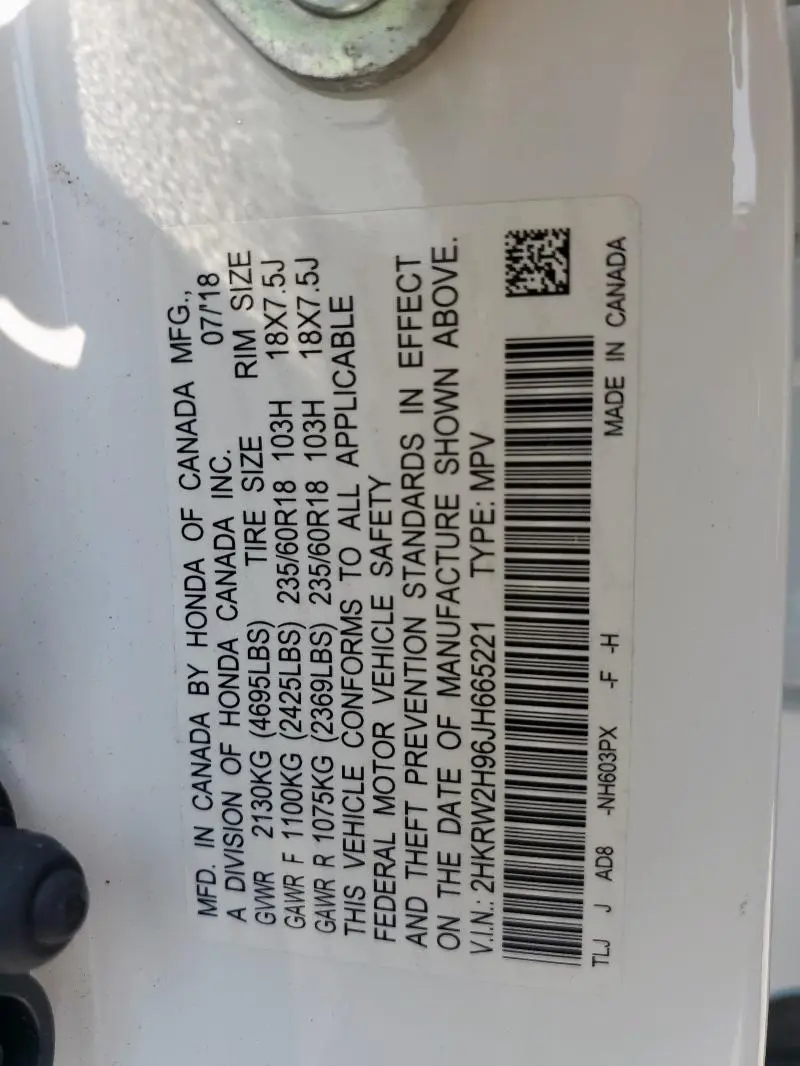 MFD. IN CANADA BY HONDA OF CANADA MFG.,
A DIVISION OF HONDA CANADA INC. 07/'18
GVWR 2130KG (4695LBS) TIRE SIZE RIM SIZE
GAWR F 1100KG (2425LBS) 235/60R18 103H 18X7.5J
GAWR R 1075KG (2369LBS) 235/60R18 103H 18X7.5J
THIS VEHICLE CONFORMS TO ALL APPLICABLE
FEDERAL MOTOR VEHICLE SAFETY
AND THEFT PREVENTION STANDARDS IN EFFECT
ON THE DATE OF MANUFACTURE SHOWN ABOVE.
V.I.N.: 2HKRW2H96JH665221 TYPE: MPV
TLJ J AD8 -NH603PX -F -H MADE IN CANADA